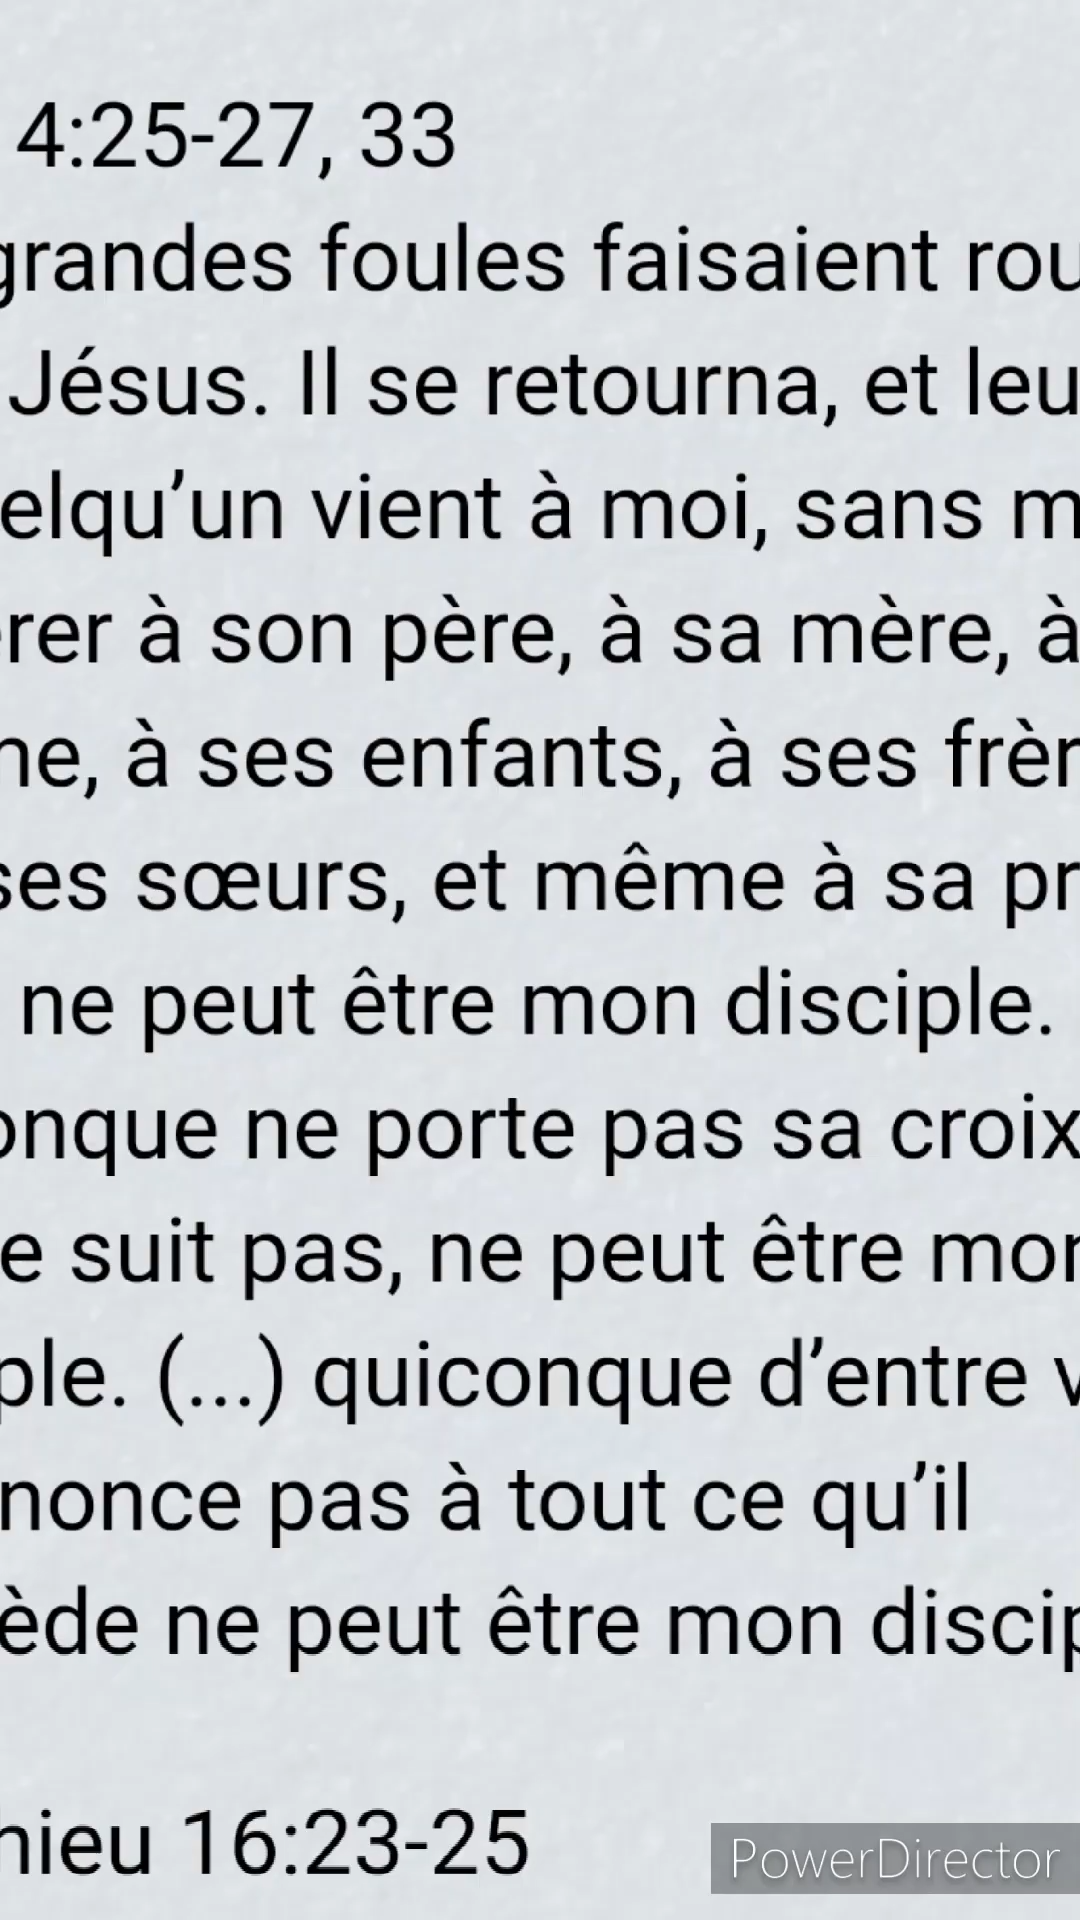 4:25-27, 33
grandes foules faisaient rou
Jésus. Il se retourna, et leu
elqu’un vient à moi, sans m
érer à son père, à sa mère, à
ne, à ses enfants, à ses frèr
ses sœurs, et même à sa pr
ne peut être mon disciple.
onque ne porte pas sa croix
e suit pas, ne peut être mon
ple. (...) quiconque d’entre v
nonce pas à tout ce qu’il
ède ne peut être mon discip
hieu 16:23-25
PowerDirector